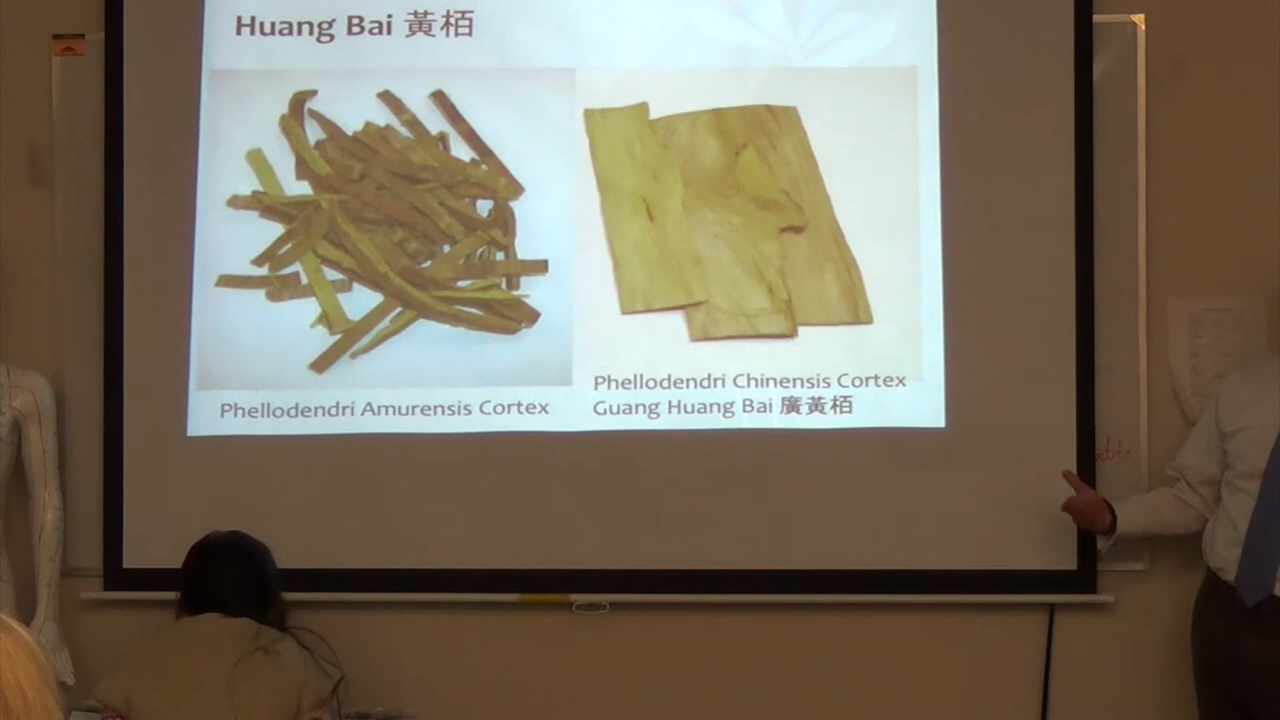 Huang Bai 黃栢
Phellodendri Amurensis Cortex
Phellodendri Chinensis Cortex
Guang Huang Bai 廣黃栢